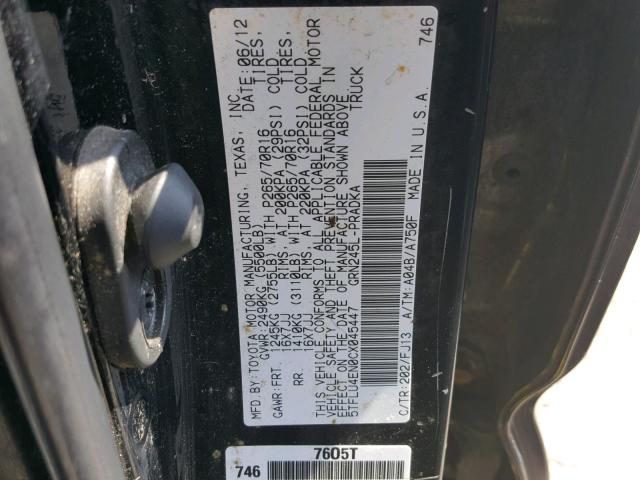 MFD.BY:TOYOTA MOTOR MANUFACTURING, TEXAS, INC. DATE:06/12
GVWR:2490KG (5500LB)
GAWR:FRT. 1245KG (2755LB) WITH P265/70R16 TIRES,
16X7JJ RIMS, AT 200KPA (29PSI) COLD
RR. 1410KG (3110LB) WITH P265/70R16 TIRES,
16X7JJ RIMS, AT 220KPA (32PSI) COLD
THIS VEHICLE CONFORMS TO ALL APPLICABLE FEDERAL MOTOR
VEHICLE SAFETY AND THEFT PREVENTION STANDARDS IN
EFFECT ON THE DATE OF MANUFACTURE SHOWN ABOVE.
5TFLU4EN0CX045447 GRN245L-PRADKA TRUCK
C/TR:202/FJ13 A/TM:A04B/A750F MADE IN U.S.A.
746
746 7605T